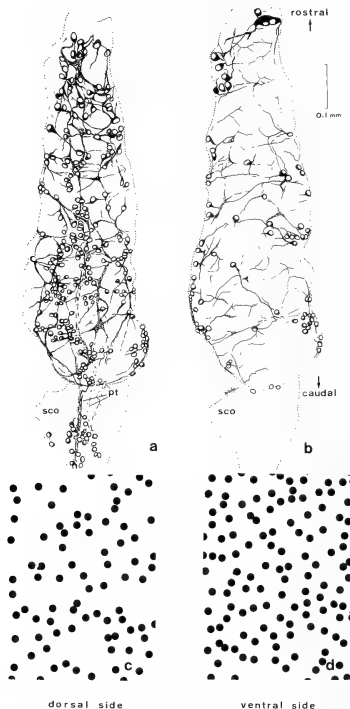 rostral
0.1 mm
caudal
pt
sco
sco
a
b
c
d
dorsal side
ventral side